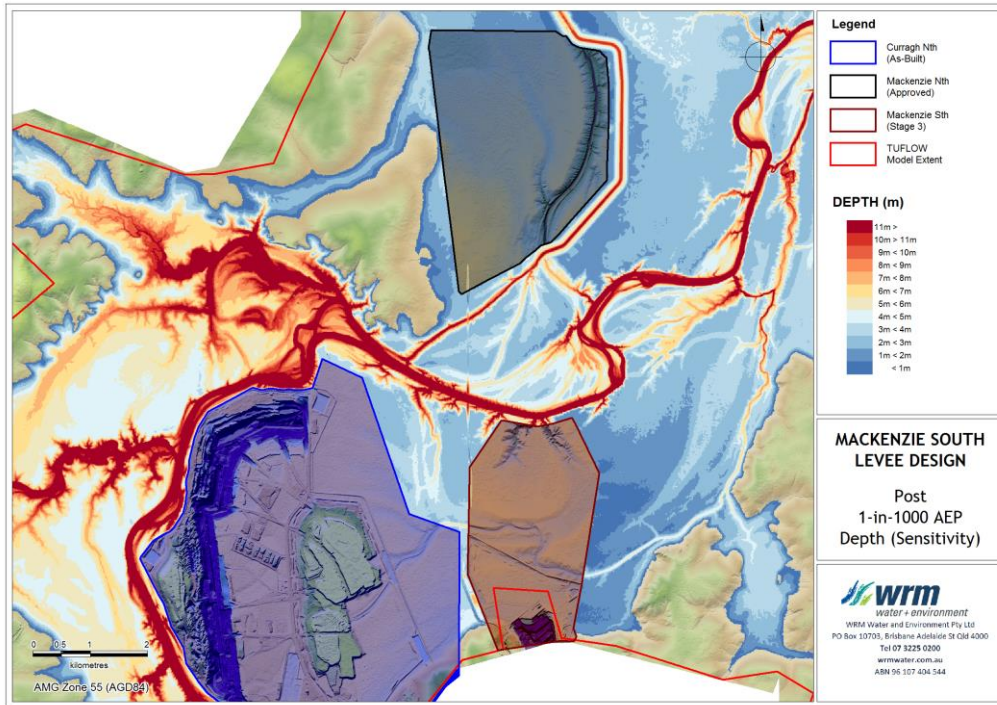 Legend
Curragh Nth
(As-Built)
Mackenzie Nth
(Approved)
Mackenzie Sth
(Stage 3)
TUFLOW
Model Extent
DEPTH (m)
11m >
10m > 11m
9m < 10m
8m < 9m
7m < 8m
6m < 7m
5m < 6m
4m < 5m
3m < 4m
2m < 3m
1m < 2m
< 1m
MACKENZIE SOUTH
LEVEE DESIGN
Post
1-in-1000 AEP
Depth (Sensitivity)
wrm
water + environment
WRM Water and Environment Pty Ltd
PO Box 10703, Brisbane Adelaide St Qld 4000
Tel 07 3225 0200
wrmwater.com.au
ABN 96 107 404 544
0 0.5 1 2
kilometres
AMG Zone 55 (AGD84)